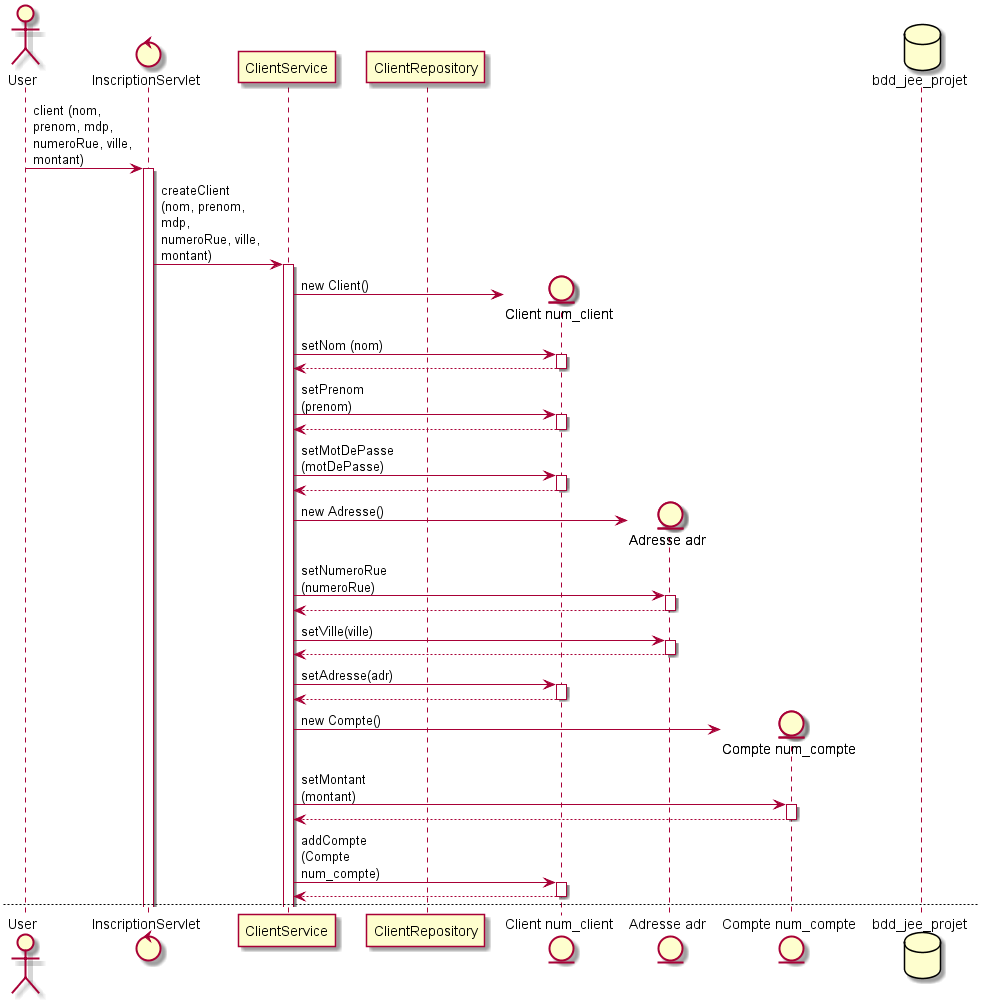 User
InscriptionServlet
ClientService
ClientRepository
bdd_jee_projet
client (nom,
prenom, mdp,
numeroRue, ville,
montant)
createClient
(nom, prenom,
mdp,
numeroRue, ville,
montant)
new Client()
Client num_client
setNom (nom)
setPrenom
(prenom)
setMotDePasse
(motDePasse)
new Adresse()
Adresse adr
setNumeroRue
(numeroRue)
setVille(ville)
setAdresse(adr)
new Compte()
Compte num_compte
setMontant
(montant)
addCompte
(Compte
num_compte)
User
InscriptionServlet
ClientService
ClientRepository
Client num_client
Adresse adr
Compte num_compte
bdd_jee_projet